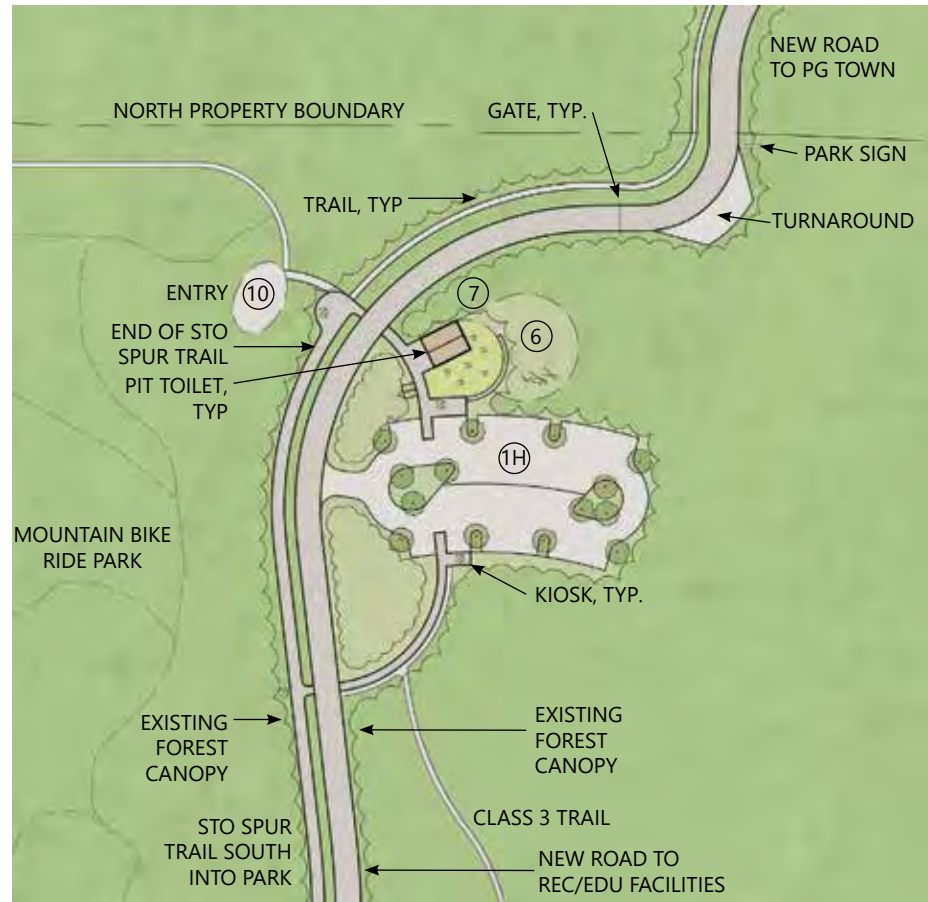 NEW ROAD
TO PG TOWN
NORTH PROPERTY BOUNDARY
GATE, TYP.
PARK SIGN
TRAIL, TYP
TURNAROUND
ENTRY
10
7
6
END OF STO
SPUR TRAIL
PIT TOILET,
TYP
1H
MOUNTAIN BIKE
RIDE PARK
KIOSK, TYP.
EXISTING
FOREST
CANOPY
EXISTING
FOREST
CANOPY
CLASS 3 TRAIL
STO SPUR
TRAIL SOUTH
INTO PARK
NEW ROAD TO
REC/EDU FACILITIES